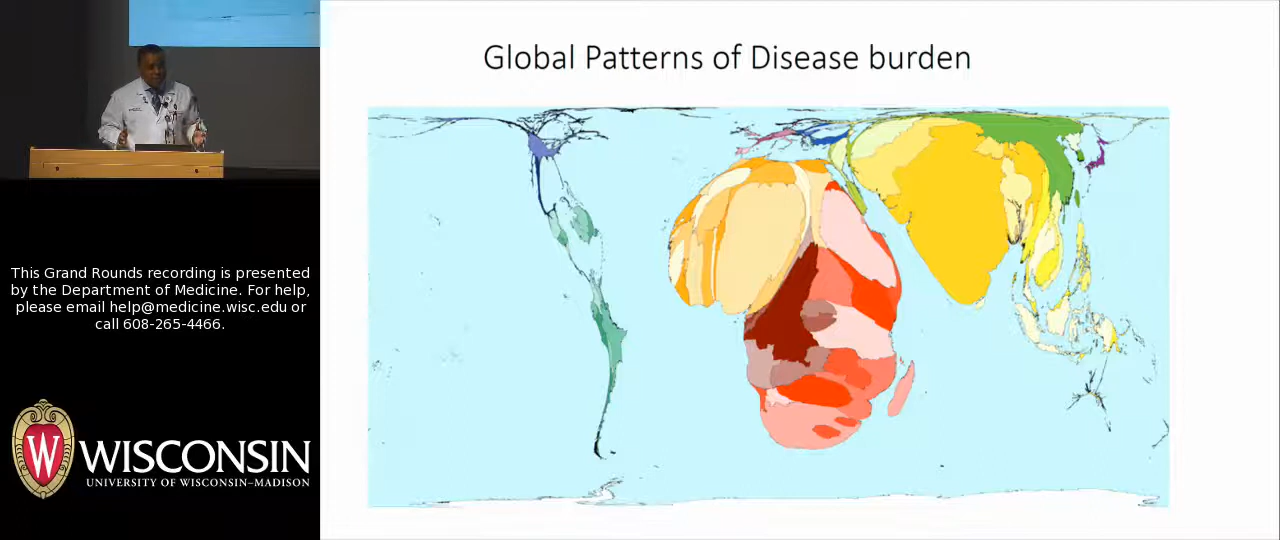 Global Patterns of Disease burden
This Grand Rounds recording is presented
by the Department of Medicine. For help,
please email help@medicine.wisc.edu or
call 608-265-4466.
W
WISCONSIN
UNIVERSITY OF WISCONSIN–MADISON